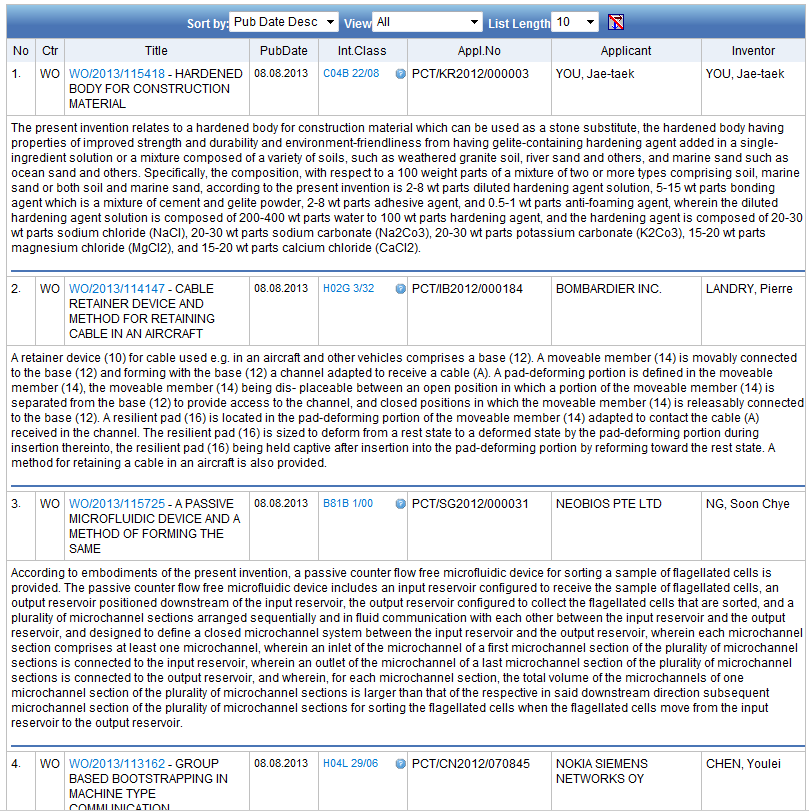 Sort by: Pub Date Desc View All List Length 10
No Ctr Title PubDate Int.Class Appl.No Applicant Inventor
1. WO WO/2013/115418 - HARDENED 08.08.2013 C04B 22/08 ? PCT/KR2012/000003 YOU, Jae-taek YOU, Jae-taek
BODY FOR CONSTRUCTION
MATERIAL
The present invention relates to a hardened body for construction material which can be used as a stone substitute, the hardened body having
properties of improved strength and durability and environment-friendliness from having gelite-containing hardening agent added in a single-
ingredient solution or a mixture composed of a variety of soils, such as weathered granite soil, river sand and others, and marine sand such as
ocean sand and others. Specifically, the composition, with respect to a 100 weight parts of a mixture of two or more types comprising soil, marine
sand or both soil and marine sand, according to the present invention is 2-8 wt parts diluted hardening agent solution, 5-15 wt parts bonding
agent which is a mixture of cement and gelite powder, 2-8 wt parts adhesive agent, and 0.5-1 wt parts anti-foaming agent, wherein the diluted
hardening agent solution is composed of 200-400 wt parts water to 100 wt parts hardening agent, and the hardening agent is composed of 20-30
wt parts sodium chloride (NaCl), 20-30 wt parts sodium carbonate (Na2Co3), 20-30 wt parts potassium carbonate (K2Co3), 15-20 wt parts
magnesium chloride (MgCl2), and 15-20 wt parts calcium chloride (CaCl2).
2. WO WO/2013/114147 - CABLE 08.08.2013 H02G 3/32 ? PCT/IB2012/000184 BOMBARDIER INC. LANDRY, Pierre
RETAINER DEVICE AND
METHOD FOR RETAINING
CABLE IN AN AIRCRAFT
A retainer device (10) for cable used e.g. in an aircraft and other vehicles comprises a base (12). A moveable member (14) is movably connected
to the base (12) and forming with the base (12) a channel adapted to receive a cable (A). A pad-deforming portion is defined in the moveable
member (14), the moveable member (14) being dis- placeable between an open position in which a portion of the moveable member (14) is
separated from the base (12) to provide access to the channel, and closed positions in which the moveable member (14) is releasably connected
to the base (12). A resilient pad (16) is located in the pad-deforming portion of the moveable member (14) adapted to contact the cable (A)
received in the channel. The resilient pad (16) is sized to deform from a rest state to a deformed state by the pad-deforming portion during
insertion thereinto, the resilient pad (16) being held captive after insertion into the pad-deforming portion by reforming toward the rest state. A
method for retaining a cable in an aircraft is also provided.
3. WO WO/2013/115725 - A PASSIVE 08.08.2013 B81B 1/00 ? PCT/SG2012/000031 NEOBIOS PTE LTD NG, Soon Chye
MICROFLUIDIC DEVICE AND A
METHOD OF FORMING THE
SAME
According to embodiments of the present invention, a passive counter flow free microfluidic device for sorting a sample of flagellated cells is
provided. The passive counter flow free microfluidic device includes an input reservoir configured to receive the sample of flagellated cells, an
output reservoir positioned downstream of the input reservoir, the output reservoir configured to collect the flagellated cells that are sorted, and a
plurality of microchannel sections arranged sequentially and in fluid communication with each other between the input reservoir and the output
reservoir, and designed to define a closed microchannel system between the input reservoir and the output reservoir, wherein each microchannel
section comprises at least one microchannel, wherein an inlet of the microchannel of a first microchannel section of the plurality of microchannel
sections is connected to the input reservoir, wherein an outlet of the microchannel of a last microchannel section of the plurality of microchannel
sections is connected to the output reservoir, and wherein, for each microchannel section, the total volume of the microchannels of one
microchannel section of the plurality of microchannel sections is larger than that of the respective in said downstream direction subsequent
microchannel section of the plurality of microchannel sections for sorting the flagellated cells when the flagellated cells move from the input
reservoir to the output reservoir.
4. WO WO/2013/113162 - GROUP 08.08.2013 H04L 29/06 ? PCT/CN2012/070845 NOKIA SIEMENS CHEN, Youlei
BASED BOOTSTRAPPING IN NETWORKS OY
MACHINE TYPE
COMMUNICATION